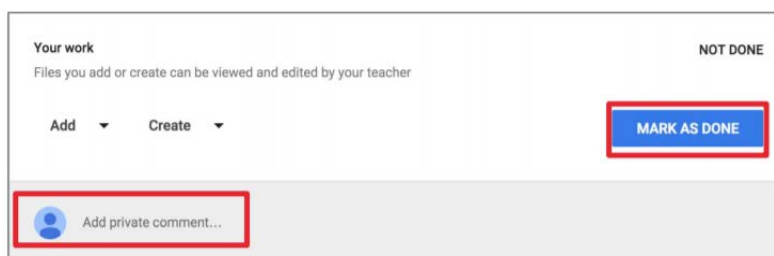 Your work
NOT DONE
Files you add or create can be viewed and edited by your teacher
Add Create
MARK AS DONE
Add private comment...